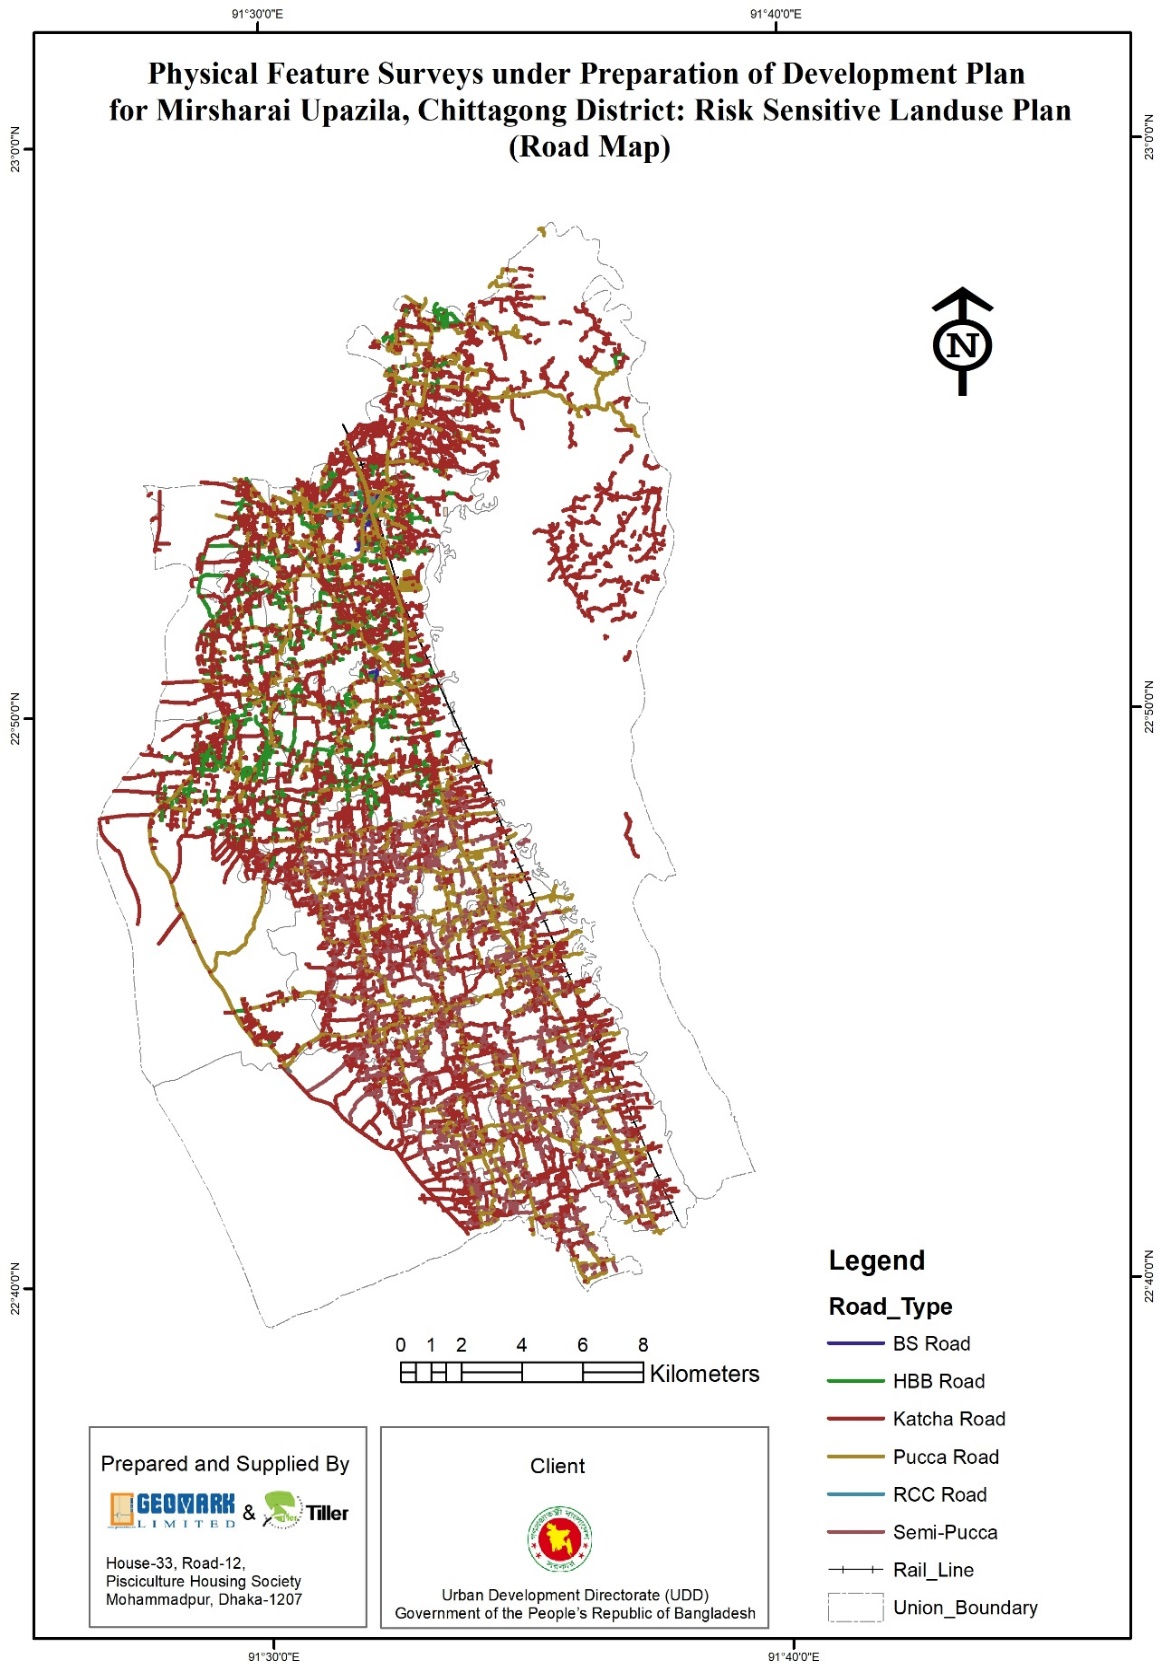 91°30'0"E
91°40'0"E
Physical Feature Surveys under Preparation of Development Plan
for Mirsharai Upazila, Chittagong District: Risk Sensitive Landuse Plan
(Road Map)
23°0'0"N
23°0'0"N
N
22°50'0"N
22°50'0"N
22°40'0"N
22°40'0"N
Legend
Road_Type
BS Road
HBB Road
Katcha Road
Pucca Road
RCC Road
Semi-Pucca
Rail_Line
Union_Boundary
0 1 2 4 6 8
Kilometers
Prepared and Supplied By
GEOMARK
LIMITED
&
Tiller
House-33, Road-12,
Pisciculture Housing Society
Mohammadpur, Dhaka-1207
Client
Urban Development Directorate (UDD)
Government of the People's Republic of Bangladesh
91°30'0"E
91°40'0"E